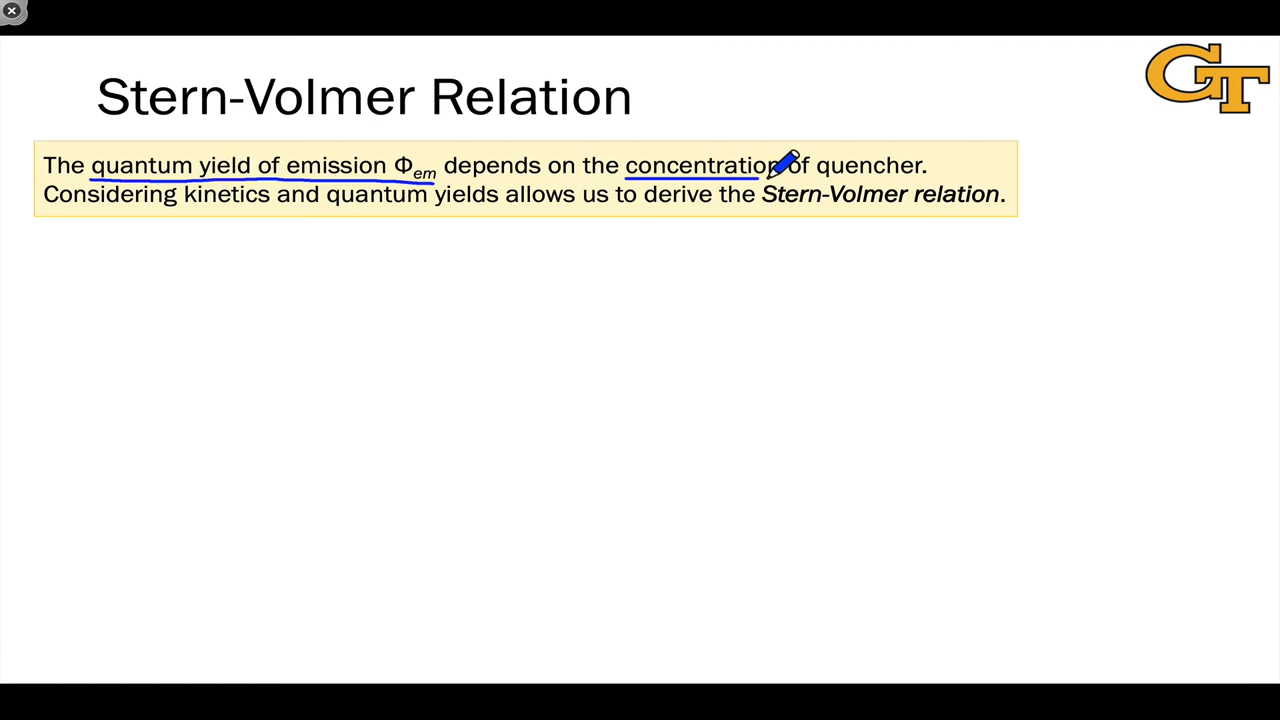 GT
Stern-Volmer Relation
The quantum yield of emission Φem depends on the concentration of quencher.
Considering kinetics and quantum yields allows us to derive the Stern-Volmer relation.